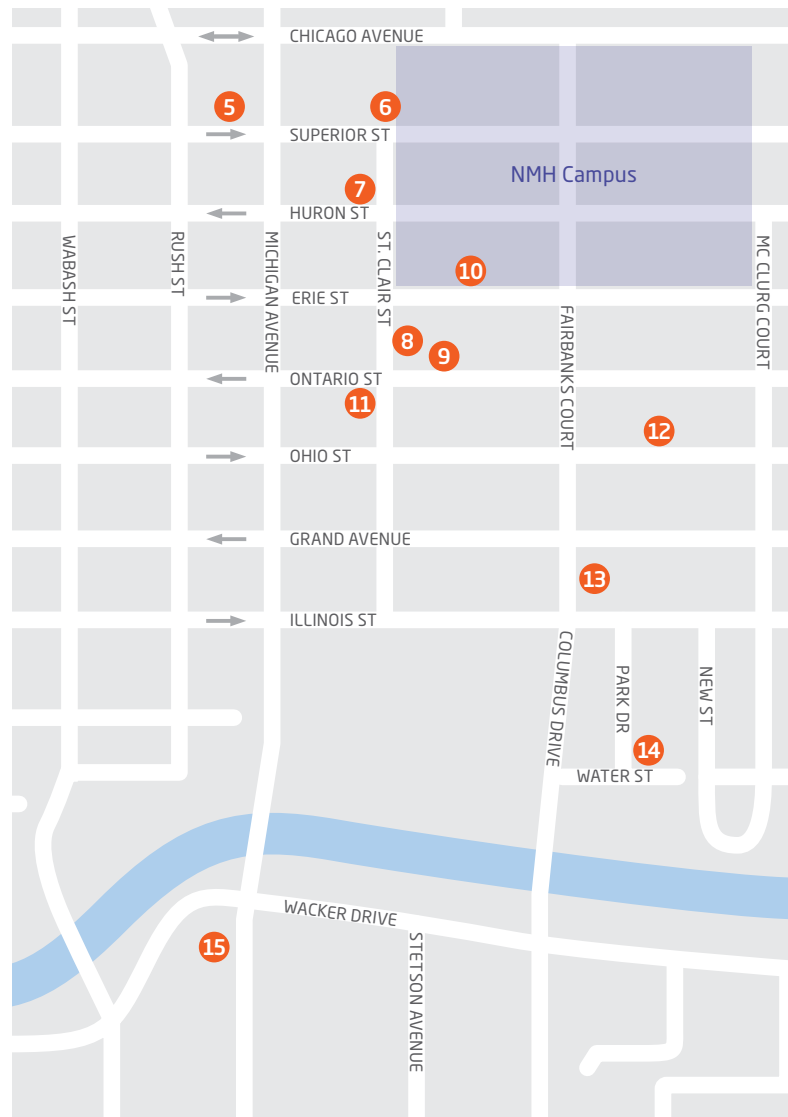 CHICAGO AVENUE
5
6
SUPERIOR ST
NMH Campus
7
HURON ST
WABASH ST
RUSH ST
MICHIGAN AVENUE
ST. CLAIR ST
MC CLURG COURT
10
ERIE ST
FAIRBANKS COURT
8
9
ONTARIO ST
11
12
OHIO ST
GRAND AVENUE
13
ILLINOIS ST
COLUMBUS DRIVE
PARK DR
NEW ST
14
WATER ST
WACKER DRIVE
15
STETSON AVENUE